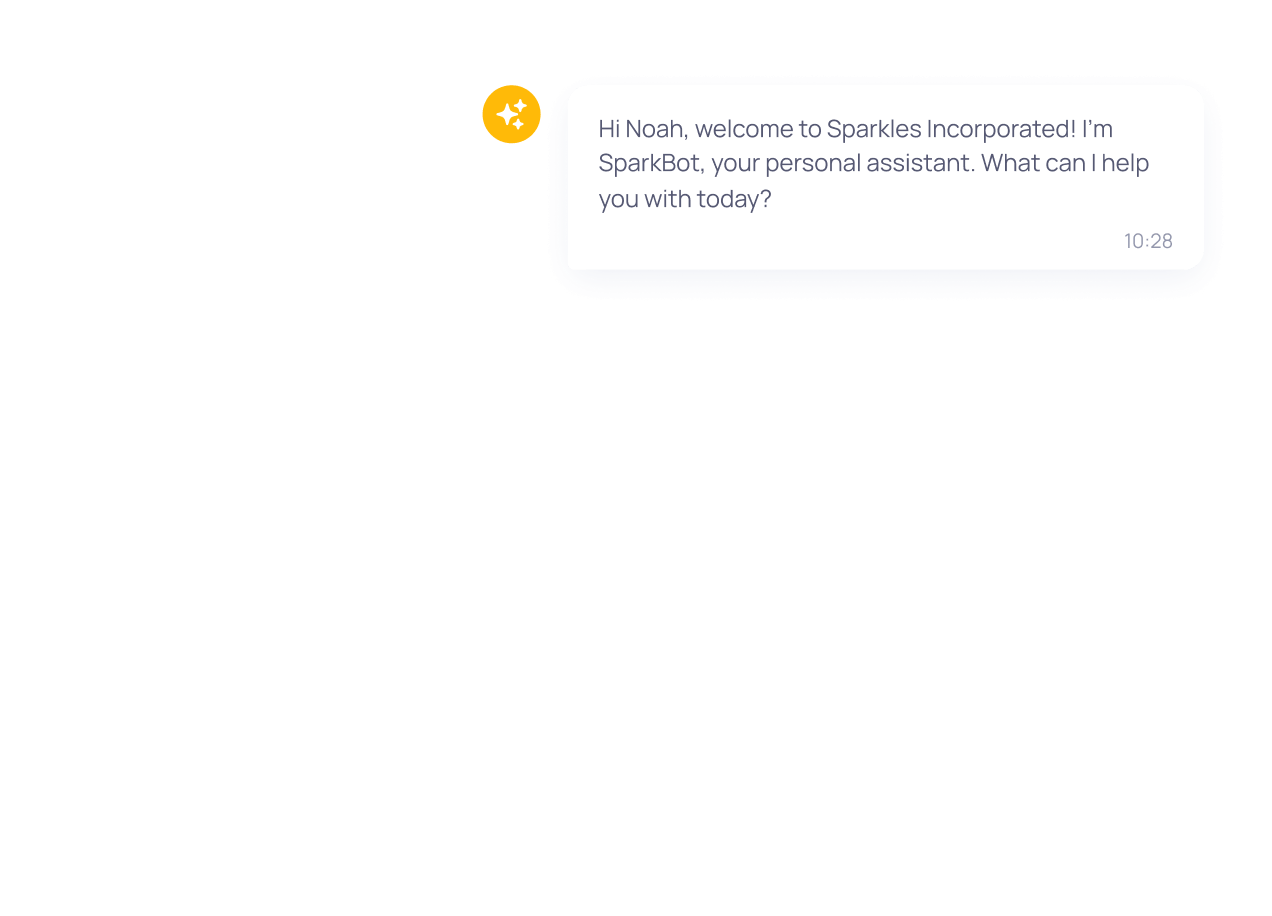 Hi Noah, welcome to Sparkles Incorporated! I’m
SparkBot, your personal assistant. What can I help
you with today?
10:28